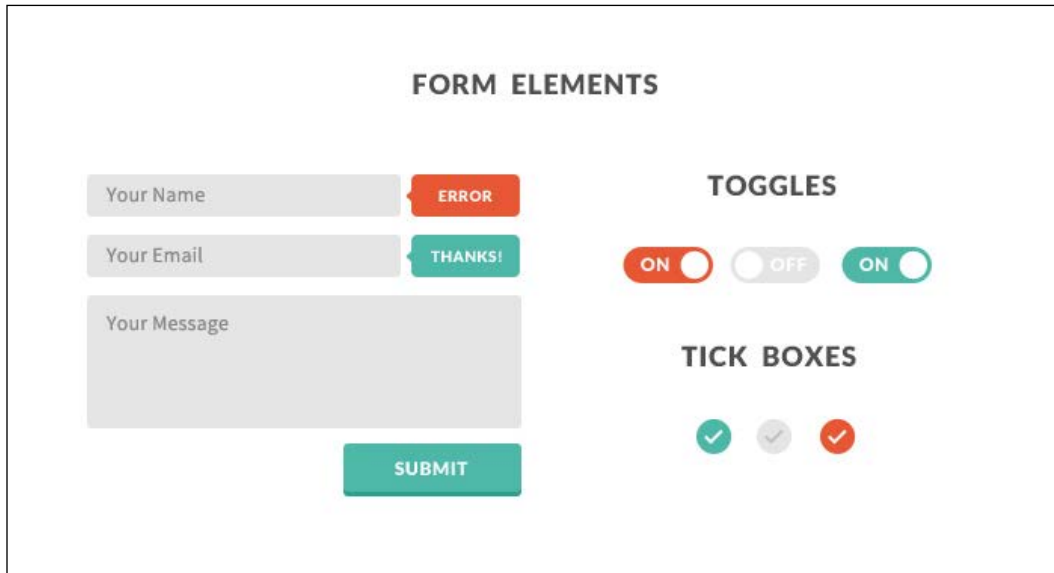 FORM ELEMENTS
Your Name
ERROR
Your Email
THANKS!
Your Message
SUBMIT
TOGGLES
ON
OFF
ON
TICK BOXES